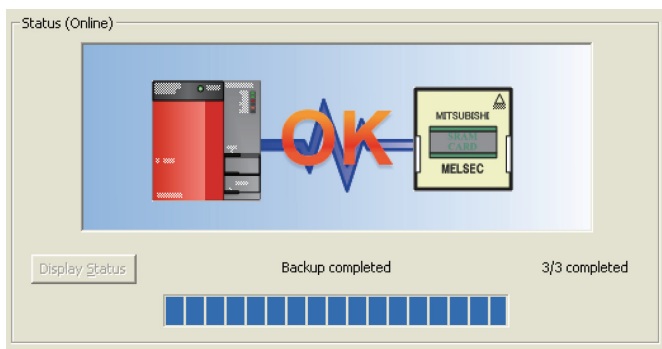 Status (Online)
OK
MITSUBISHI
SRAM
CARD
MELSEC
Display Status
Backup completed
3/3 completed